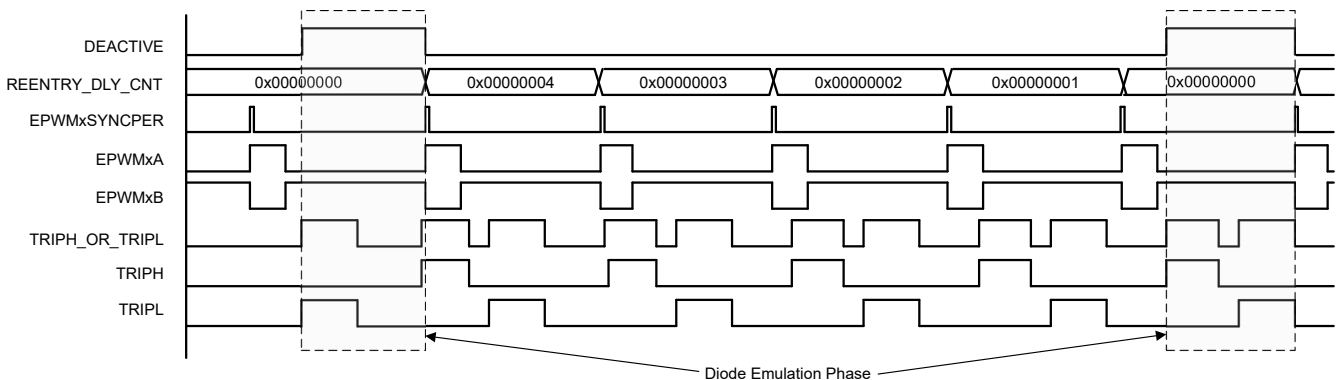 DEACTIVE
REENTRY_DLY_CNT 0x00000000 0x00000004 0x00000003 0x00000002 0x00000001 0x00000000
EPWMxSYNCPER
EPWMxA
EPWMxB
TRIPH_OR_TRIPL
TRIPH
TRIPL
Diode Emulation Phase